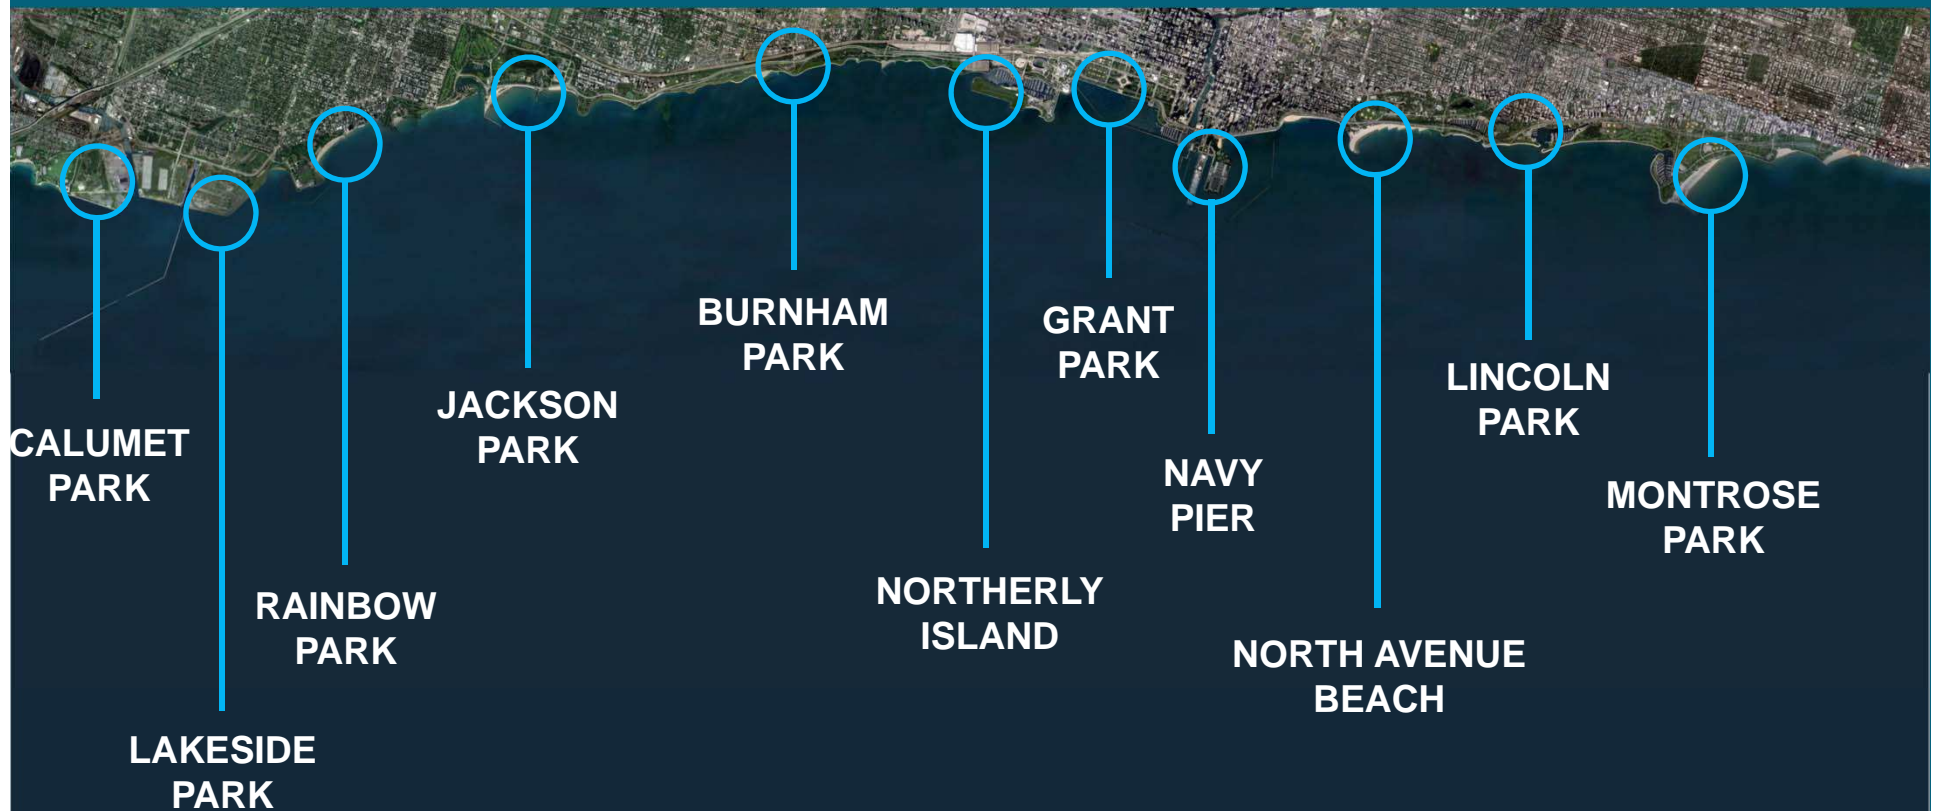 CALUMET
PARK
LAKESIDE
PARK
RAINBOW
PARK
JACKSON
PARK
BURNHAM
PARK
NORTHERLY
ISLAND
GRANT
PARK
NAVY
PIER
NORTH AVENUE
BEACH
LINCOLN
PARK
MONTROSE
PARK